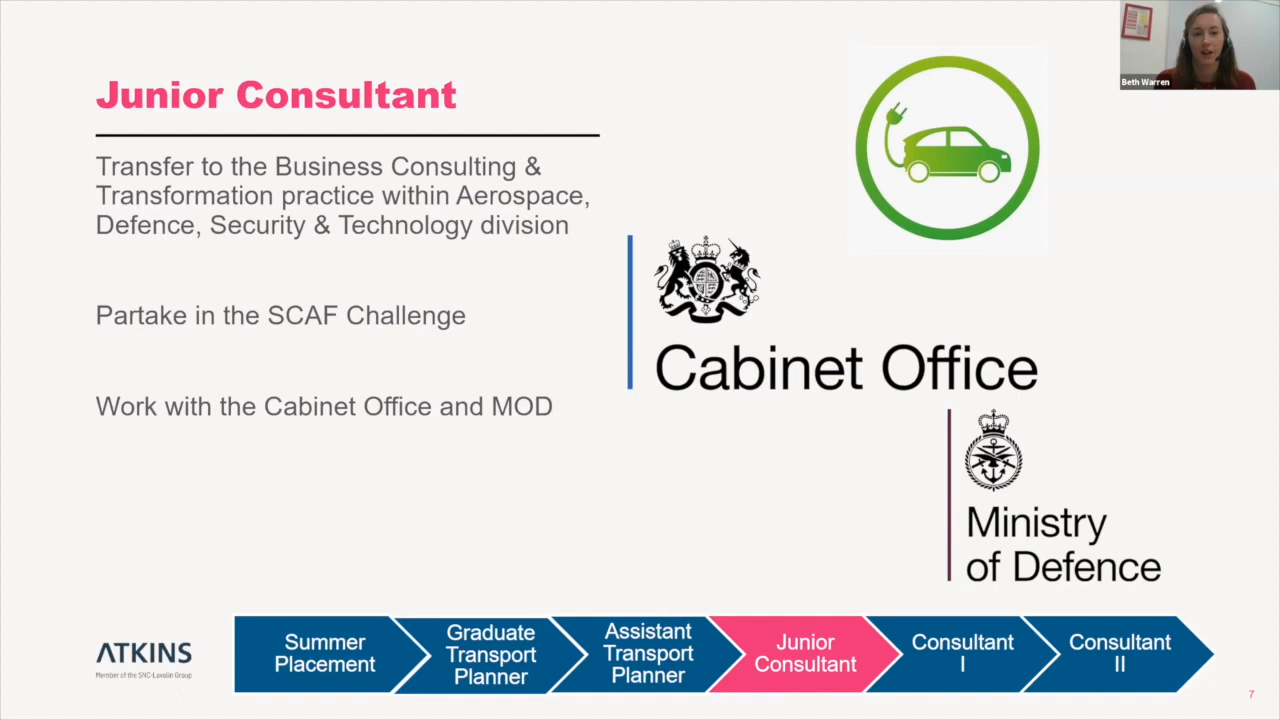 Junior Consultant
Transfer to the Business Consulting &
Transformation practice within Aerospace,
Defence, Security & Technology division
Partake in the SCAF Challenge
Work with the Cabinet Office and MOD
Beth Warren
Cabinet Office
Ministry
of Defence
ATKINS
Member of the SNC-Lavalin Group
Summer
Placement
Graduate
Transport
Planner
Assistant
Transport
Planner
Junior
Consultant
Consultant
I
Consultant
II
7